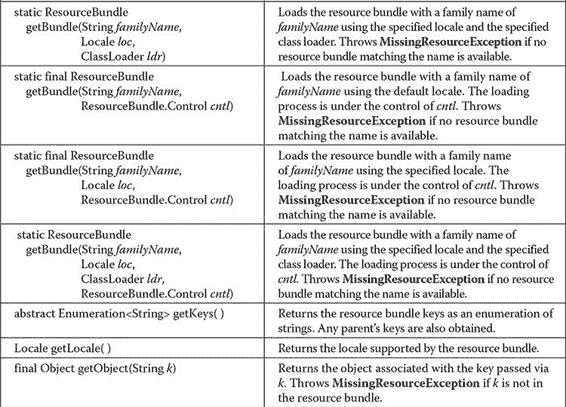 static ResourceBundle
getBundle(String familyName,
Locale loc,
ClassLoader ldr)
Loads the resource bundle with a family name of
familyName using the specified locale and the specified
class loader. Throws MissingResourceException if no
resource bundle matching the name is available.
static final ResourceBundle
getBundle(String familyName,
ResourceBundle.Control cntl)
Loads the resource bundle with a family name of
familyName using the default locale. The loading
process is under the control of cntl. Throws
MissingResourceException if no resource bundle
matching the name is available.
static final ResourceBundle
getBundle(String familyName,
Locale loc,
ResourceBundle.Control cntl)
Loads the resource bundle with a family name
of familyName using the specified locale. The
loading process is under the control of cntl. Throws
MissingResourceException if no resource bundle
matching the name is available.
static ResourceBundle
getBundle(String familyName,
Locale loc,
ClassLoader ldr,
ResourceBundle.Control cntl)
Loads the resource bundle with a family name of
familyName using the specified locale and the specified
class loader. The loading process is under the control of
cntl. Throws MissingResourceException if no resource
bundle matching the name is available.
abstract Enumeration<String> getKeys( )
Returns the resource bundle keys as an enumeration of
strings. Any parent's keys are also obtained.
Locale getLocale( )
Returns the locale supported by the resource bundle.
final Object getObject(String k)
Returns the object associated with the key passed via
k. Throws MissingResourceException if k is not in
the resource bundle.